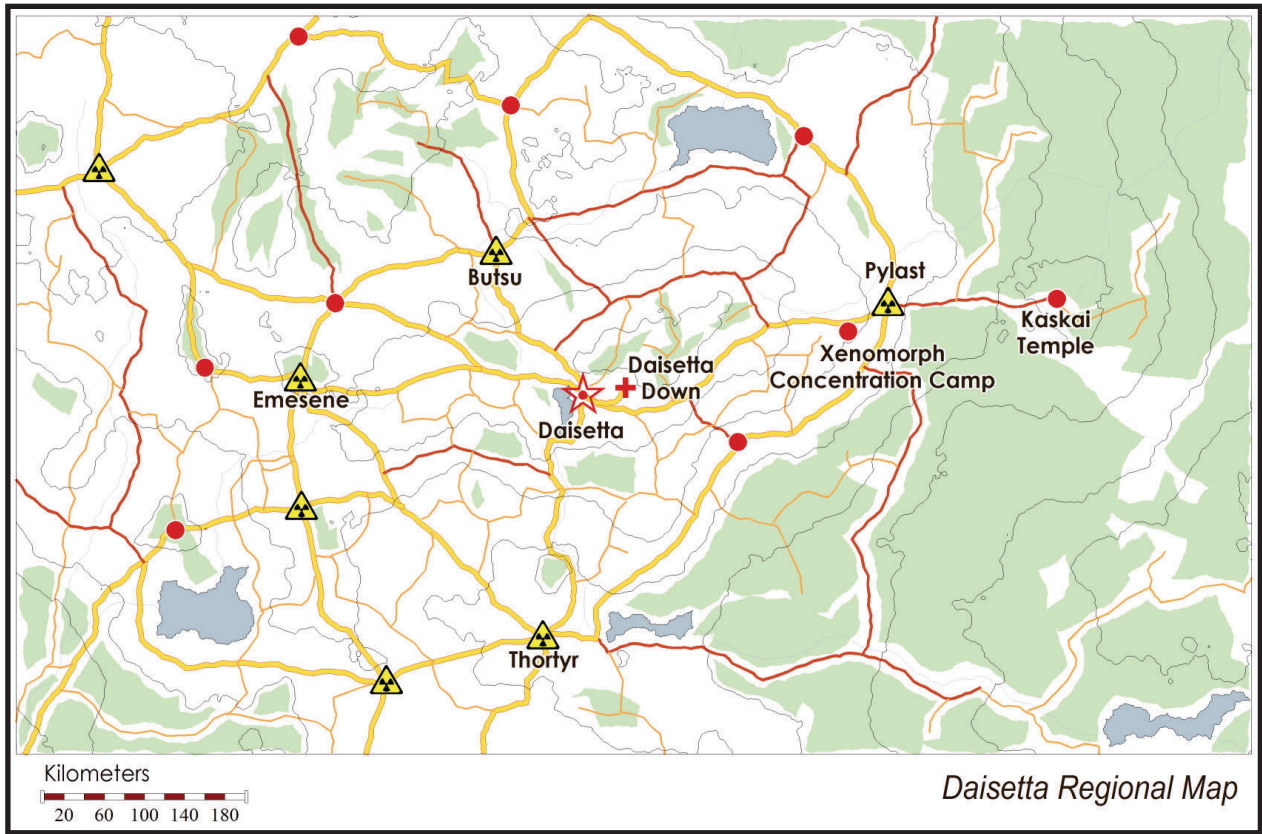 Butsu
Pylast
Kaskai
Temple
Xenomorph
Concentration Camp
Daisetta
Down
Emesene
Daisetta
Thortyr
Kilometers
20 60 100 140 180
Daisetta Regional Map